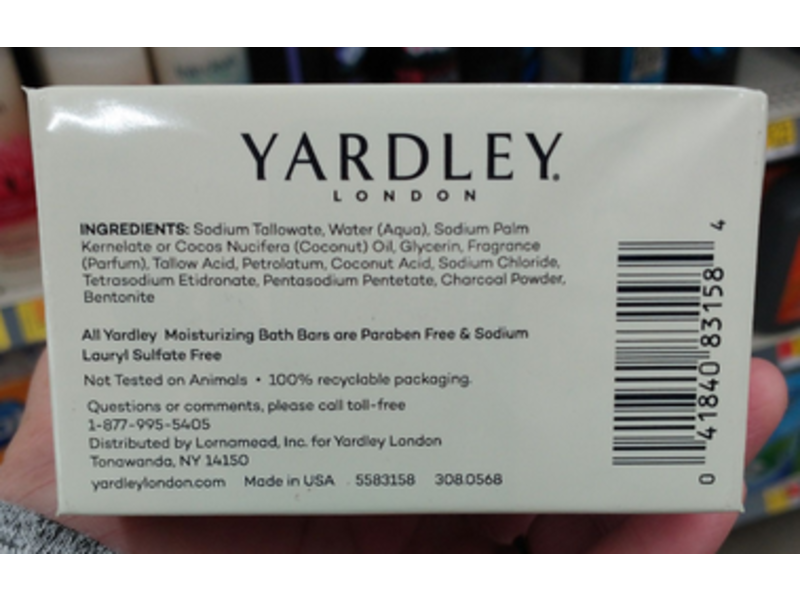 YARDLEY.
LONDON
INGREDIENTS: Sodium Tallowate, Water (Aqua), Sodium Palm
Kernelate or Cocos Nucifera (Coconut) Oil, Glycerin, Fragrance
(Parfum), Tallow Acid, Petrolatum, Coconut Acid, Sodium Chloride,
Tetrasodium Etidronate, Pentasodium Pentetate, Charcoal Powder,
Bentonite
All Yardley Moisturizing Bath Bars are Paraben Free & Sodium
Lauryl Sulfate Free
Not Tested on Animals • 100% recyclable packaging.
Questions or comments, please call toll-free
1-877-995-5405
Distributed by Lornamead, Inc. for Yardley London
Tonawanda, NY 14150
yardleylondon.com Made in USA 5583158 308.0568
0 41840 83158 4